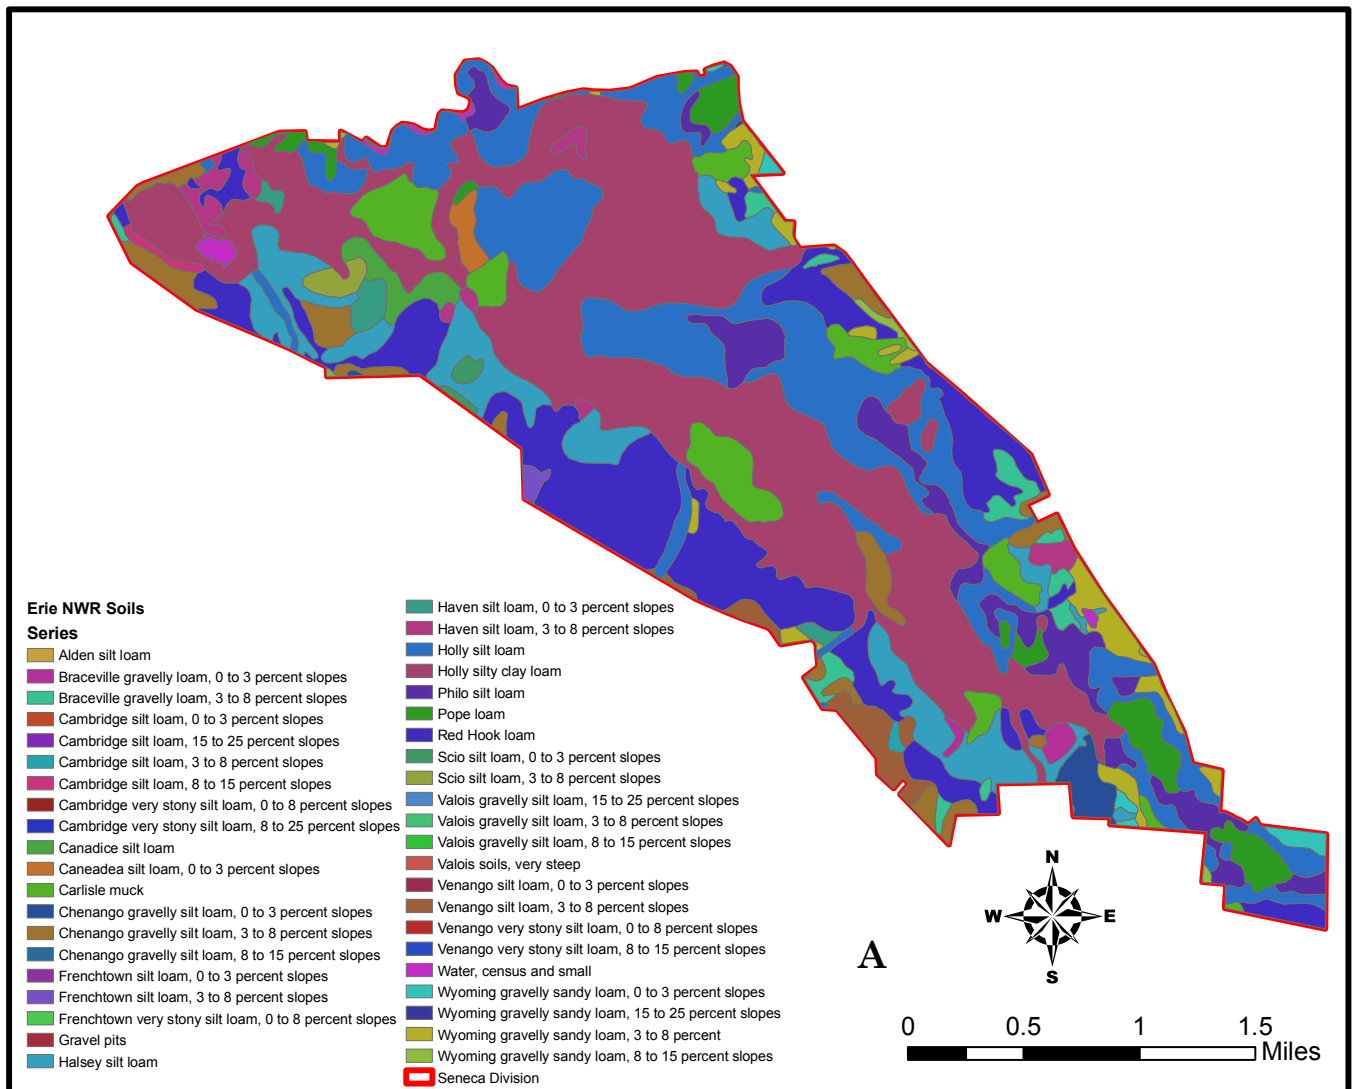 Erie NWR Soils
Series
Alden silt loam
Braceville gravelly loam, 0 to 3 percent slopes
Braceville gravelly loam, 3 to 8 percent slopes
Cambridge silt loam, 0 to 3 percent slopes
Cambridge silt loam, 15 to 25 percent slopes
Cambridge silt loam, 3 to 8 percent slopes
Cambridge silt loam, 8 to 15 percent slopes
Cambridge very stony silt loam, 0 to 8 percent slopes
Cambridge very stony silt loam, 8 to 25 percent slopes
Canadice silt loam
Caneadea silt loam, 0 to 3 percent slopes
Carlisle muck
Chenango gravelly silt loam, 0 to 3 percent slopes
Chenango gravelly silt loam, 3 to 8 percent slopes
Chenango gravelly silt loam, 8 to 15 percent slopes
Frenchtown silt loam, 0 to 3 percent slopes
Frenchtown silt loam, 3 to 8 percent slopes
Frenchtown very stony silt loam, 0 to 8 percent slopes
Gravel pits
Halsey silt loam
Haven silt loam, 0 to 3 percent slopes
Haven silt loam, 3 to 8 percent slopes
Holly silt loam
Holly silty clay loam
Philo silt loam
Pope loam
Red Hook loam
Scio silt loam, 0 to 3 percent slopes
Scio silt loam, 3 to 8 percent slopes
Valois gravelly silt loam, 15 to 25 percent slopes
Valois gravelly silt loam, 3 to 8 percent slopes
Valois gravelly silt loam, 8 to 15 percent slopes
Valois soils, very steep
Venango silt loam, 0 to 3 percent slopes
Venango silt loam, 3 to 8 percent slopes
Venango very stony silt loam, 0 to 8 percent slopes
Venango very stony silt loam, 8 to 15 percent slopes
Water, census and small
Wyoming gravelly sandy loam, 0 to 3 percent slopes
Wyoming gravelly sandy loam, 15 to 25 percent slopes
Wyoming gravelly sandy loam, 3 to 8 percent
Wyoming gravelly sandy loam, 8 to 15 percent slopes
Seneca Division
A
N
W E
S
0 0.5 1 1.5
Miles